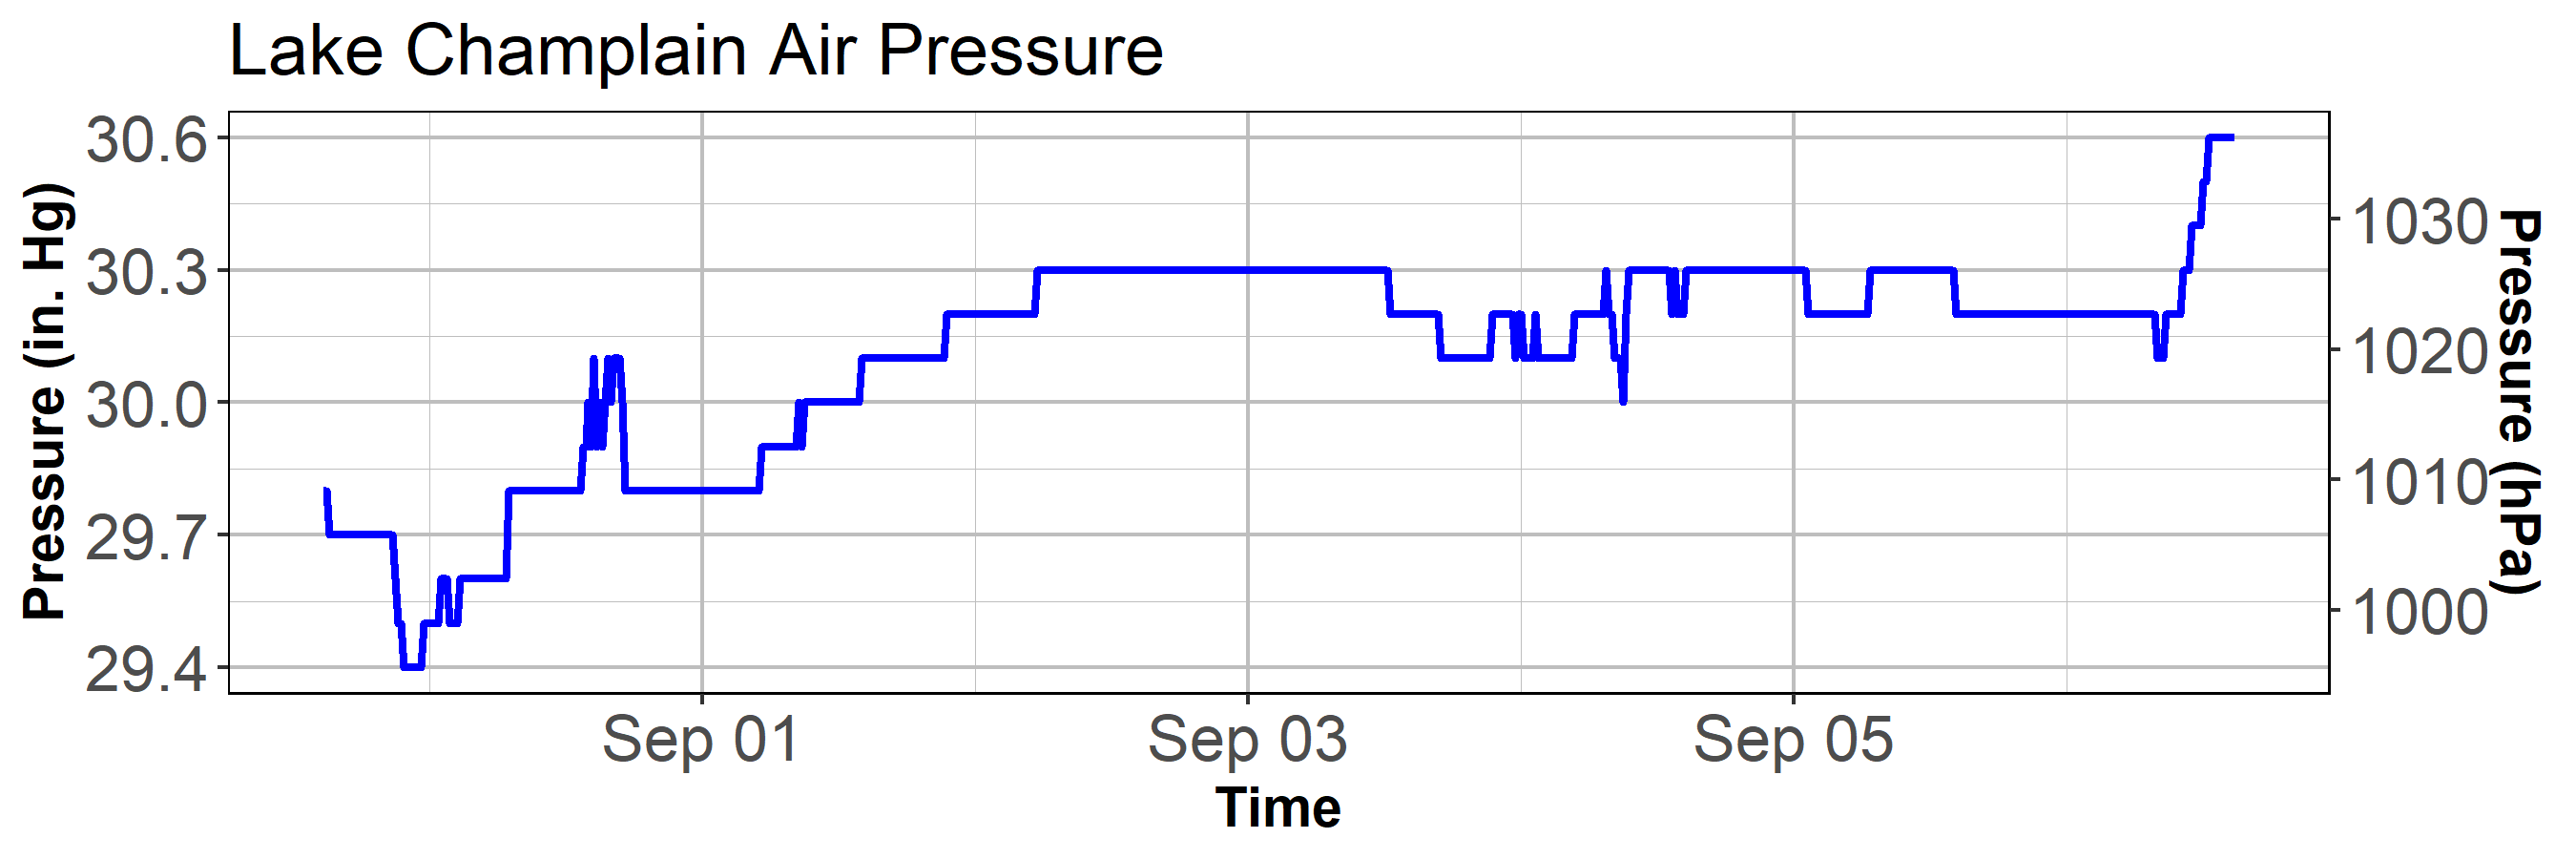 Lake Champlain Air Pressure
30.6
30.3
30.0
29.7
29.4
Pressure (in. Hg)
1030
1020
1010
1000
Pressure (hPa)
Sep 01 Sep 03 Sep 05
Time